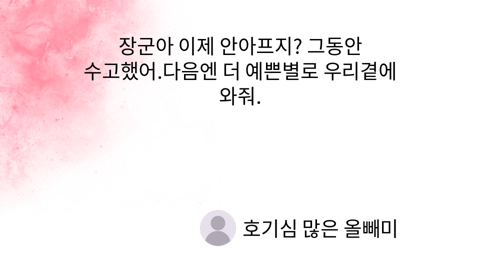 장군아 이제 안아프지? 그동안
수고했어.다음엔 더 예쁜별로 우리곁에
와줘.
호기심 많은 올빼미